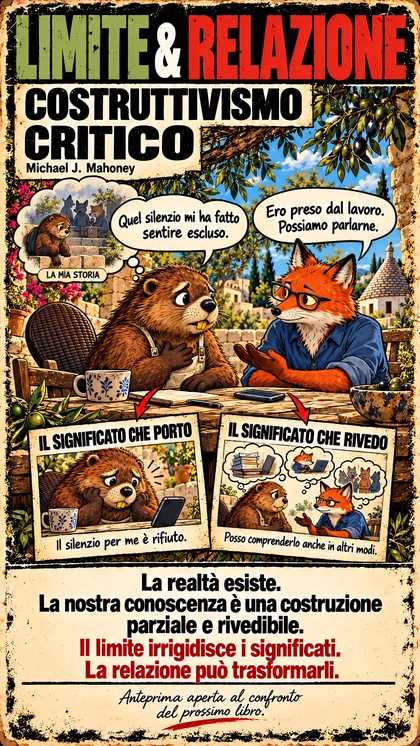 LIMITE & RELAZIONE
COSTRUTTIVISMO
CRITICO
Michael J. Mahoney
LA MIA STORIA
Quel silenzio mi ha fatto
sentire escluso.
Ero preso dal lavoro.
Possiamo parlarne.
IL SIGNIFICATO CHE PORTO
Il silenzio per me è rifiuto.
IL SIGNIFICATO CHE RIVEDO
Posso comprenderlo anche in altri modi.
La realtà esiste.
La nostra conoscenza è una costruzione
parziale e rivedibile.
Il limite irrigidisce i significati.
La relazione può trasformarli.
Anteprima aperta al confronto
del prossimo libro.